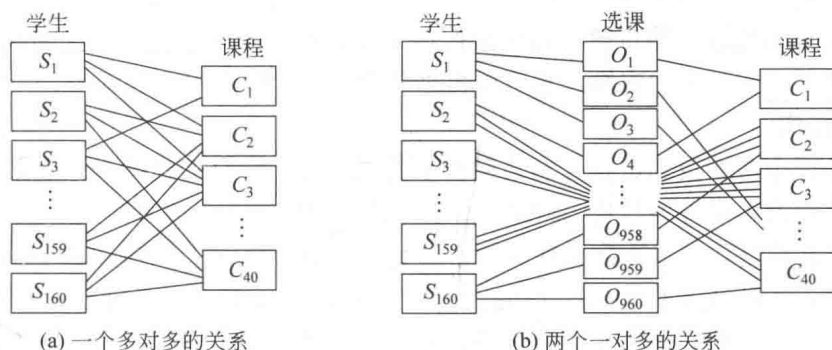 学生
课程
S1
S2
S3
⋮
S159
S160
C1
C2
C3
⋮
C40
(a) 一个多对多的关系
学生
选课
课程
S1
S2
S3
⋮
S159
S160
O1
O2
O3
O4
⋮
O958
O959
O960
C1
C2
C3
⋮
C40
(b) 两个一对多的关系